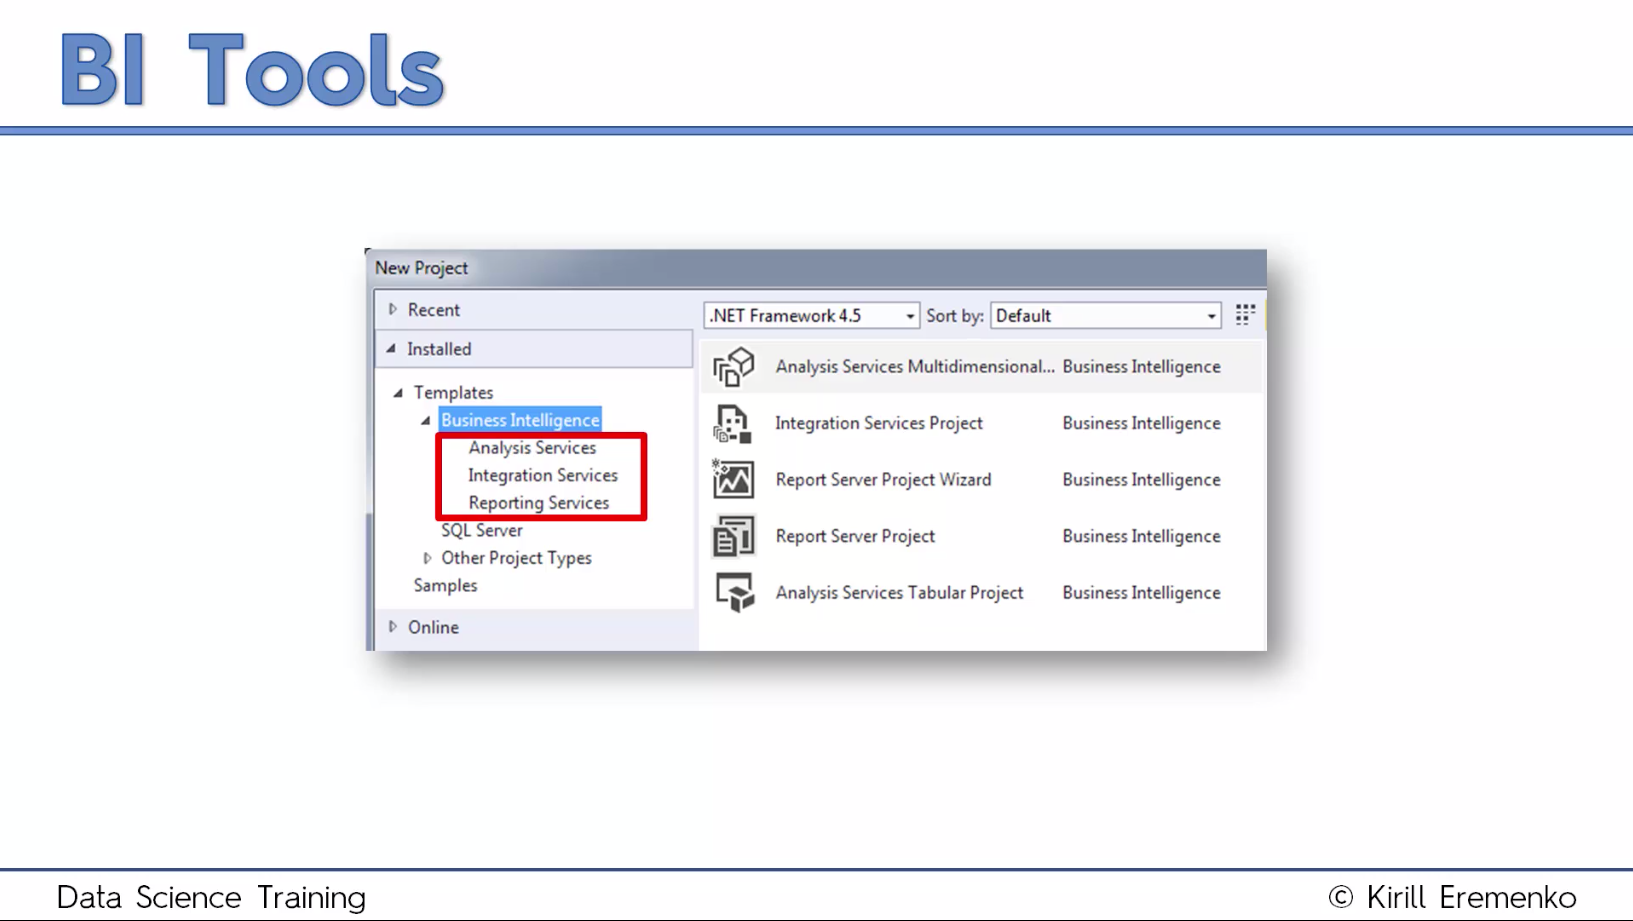 BI Tools
New Project
Recent
Installed
Templates
Business Intelligence
Analysis Services
Integration Services
Reporting Services
SQL Server
Other Project Types
Samples
Online
.NET Framework 4.5 Sort by: Default
Analysis Services Multidimensional... Business Intelligence
Integration Services Project Business Intelligence
Report Server Project Wizard Business Intelligence
Report Server Project Business Intelligence
Analysis Services Tabular Project Business Intelligence
Data Science Training © Kirill Eremenko